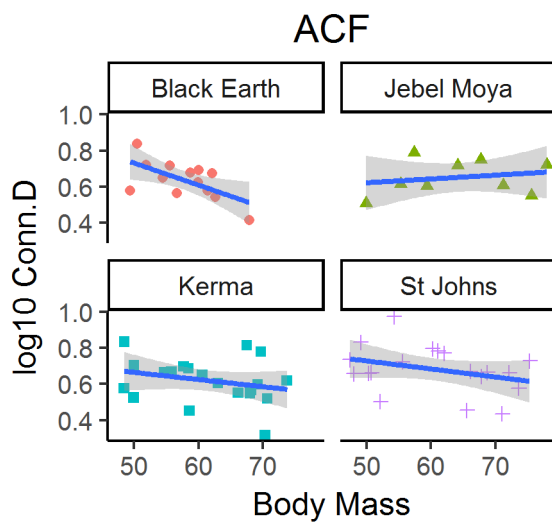 ACF
Black Earth
Jebel Moya
1.0
0.8
0.6
0.4
Kerma
St Johns
1.0
0.8
0.6
0.4
50
60
70
50
60
70
log10 Conn.D
Body Mass